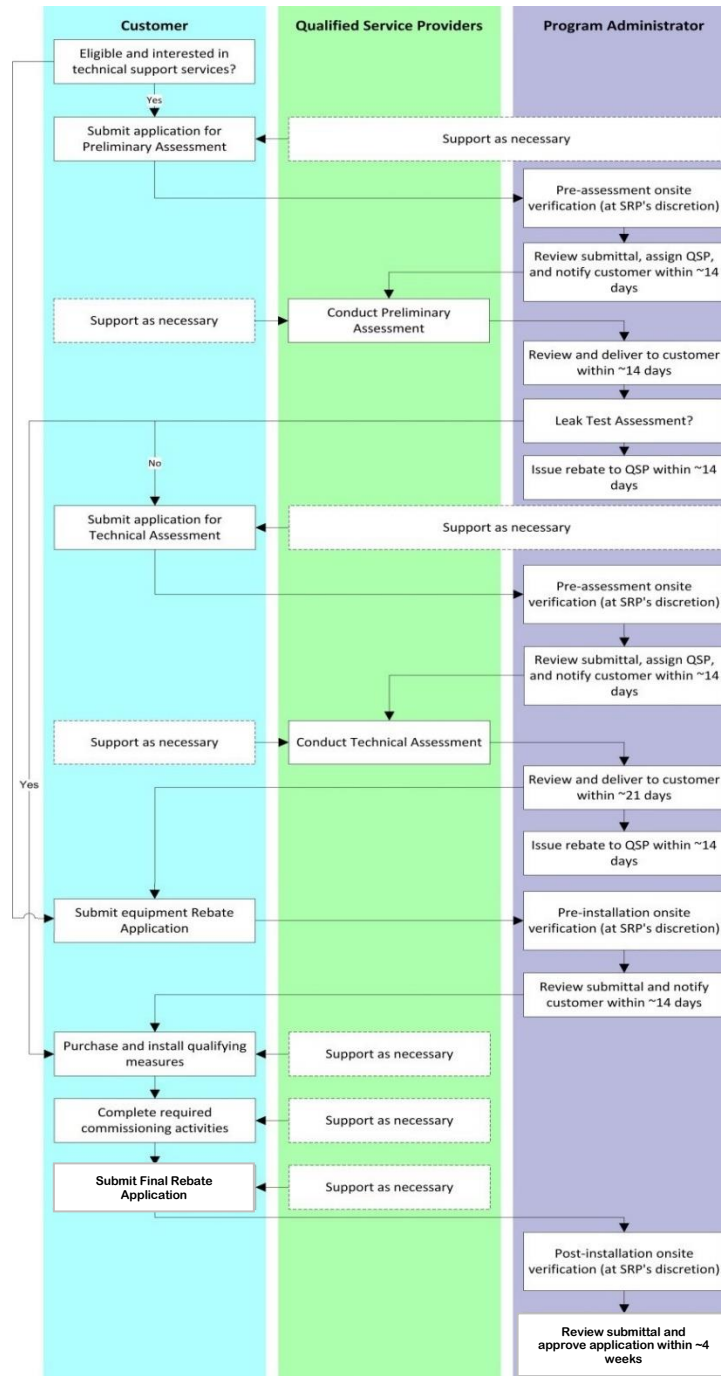 Customer
Qualified Service Providers
Program Administrator
Eligible and interested in
technical support services?
Yes
Submit application for
Preliminary Assessment
Support as necessary
Pre-assessment onsite
verification (at SRP's discretion)
Review submittal, assign QSP,
and notify customer within ~14
days
Support as necessary
Conduct Preliminary
Assessment
Review and deliver to customer
within ~14 days
Leak Test Assessment?
No
Issue rebate to QSP within ~14
days
Submit application for
Technical Assessment
Support as necessary
Pre-assessment onsite
verification (at SRP's discretion)
Review submittal, assign QSP,
and notify customer within ~14
days
Support as necessary
Conduct Technical Assessment
Yes
Review and deliver to customer
within ~21 days
Issue rebate to QSP within ~14
days
Submit equipment Rebate
Application
Pre-installation onsite
verification (at SRP's discretion)
Review submittal and notify
customer within ~14 days
Purchase and install qualifying
measures
Support as necessary
Complete required
commissioning activities
Support as necessary
Submit Final Rebate
Application
Support as necessary
Post-installation onsite
verification (at SRP's discretion)
Review submittal and
approve application within ~4
weeks